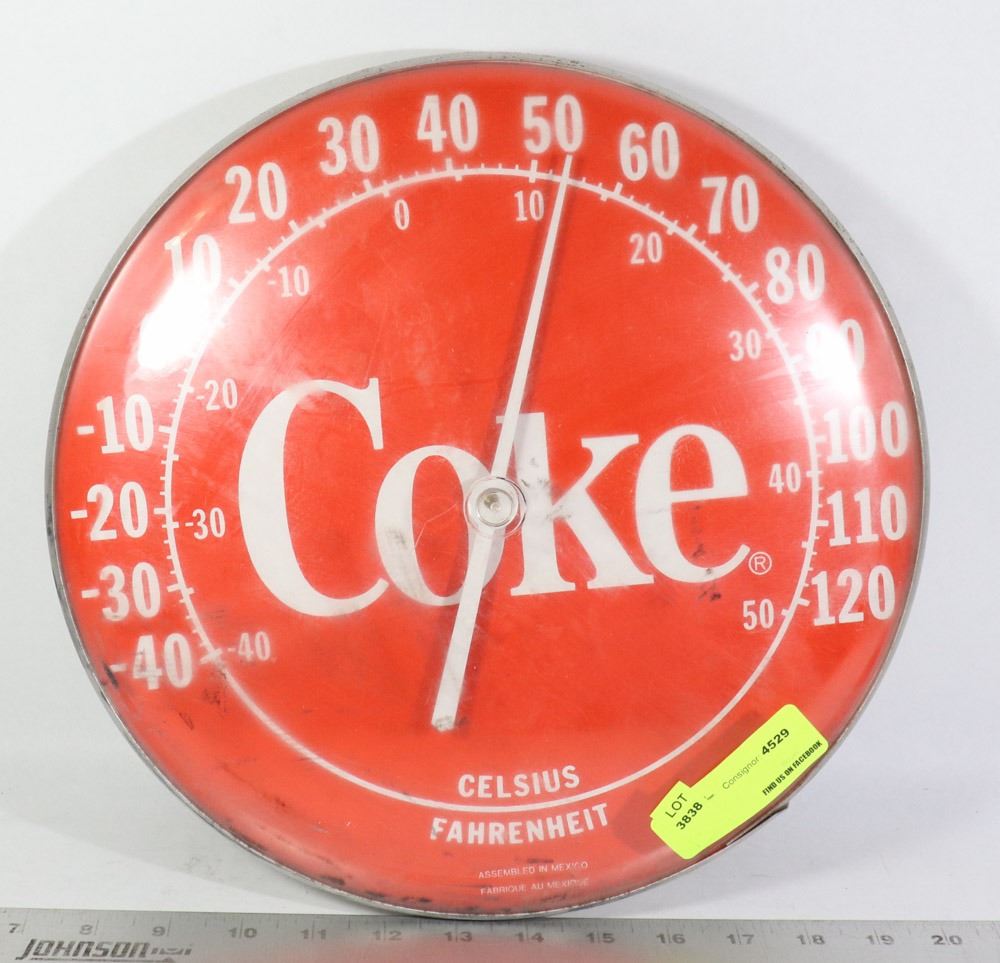 -40
-30
-20
-10
10
20
30
40
50
60
70
80
90
100
110
120
-40
-30
-20
-10
0
10
20
30
40
50
Coke®
CELSIUS
FAHRENHEIT
ASSEMBLED IN MEXICO
FABRIQUE AU MEXIQUE
LOT
3838
Consignor 4529
FIND US ON FACEBOOK
7 8 9 10 11 12 13 14 15 16 17 18 19 20
JOHNSON